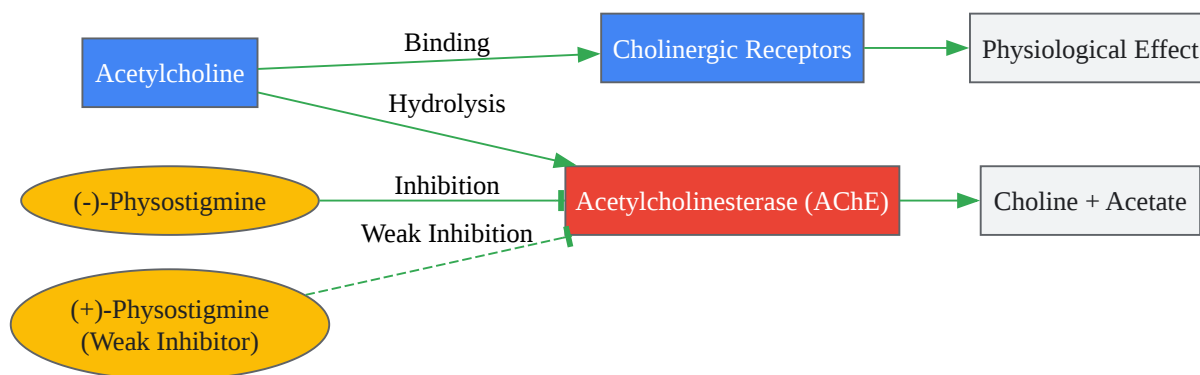 Acetylcholine
Binding
Cholinergic Receptors
Physiological Effect
Hydrolysis
(-)-Physostigmine
Inhibition
Acetylcholinesterase (AChE)
Choline + Acetate
Weak Inhibition
(+)-Physostigmine
(Weak Inhibitor)